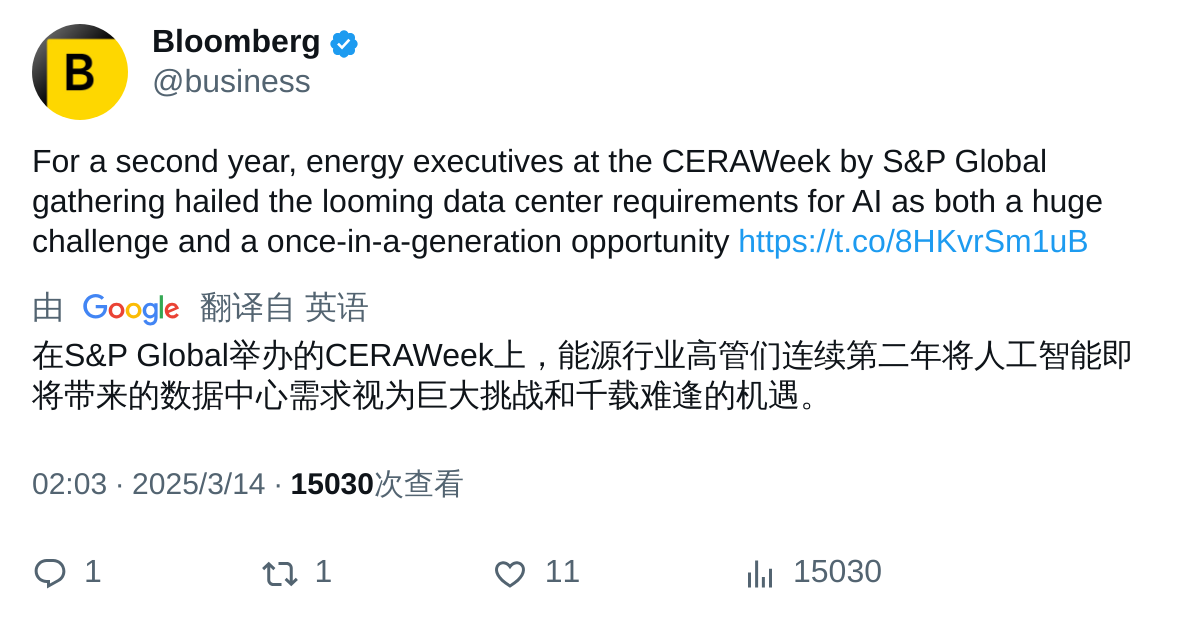 B
Bloomberg
@business
For a second year, energy executives at the CERAWeek by S&P Global
gathering hailed the looming data center requirements for AI as both a huge
challenge and a once-in-a-generation opportunity https://t.co/8HKvrSm1uB
由 Google 翻译自 英语
在S&P Global举办的CERAWeek上，能源行业高管们连续第二年将人工智能即
将带来的数据中心需求视为巨大挑战和千载难逢的机遇。
02:03 · 2025/3/14 · 15030次查看
1 1 11 15030